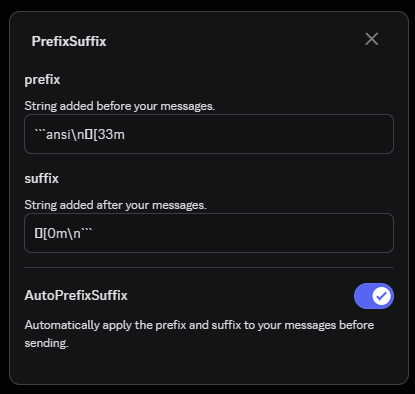 PrefixSuffix
prefix
String added before your messages.
```ansi\n▯[33m
suffix
String added after your messages.
▯[0m\n```
AutoPrefixSuffix
Automatically apply the prefix and suffix to your messages before
sending.